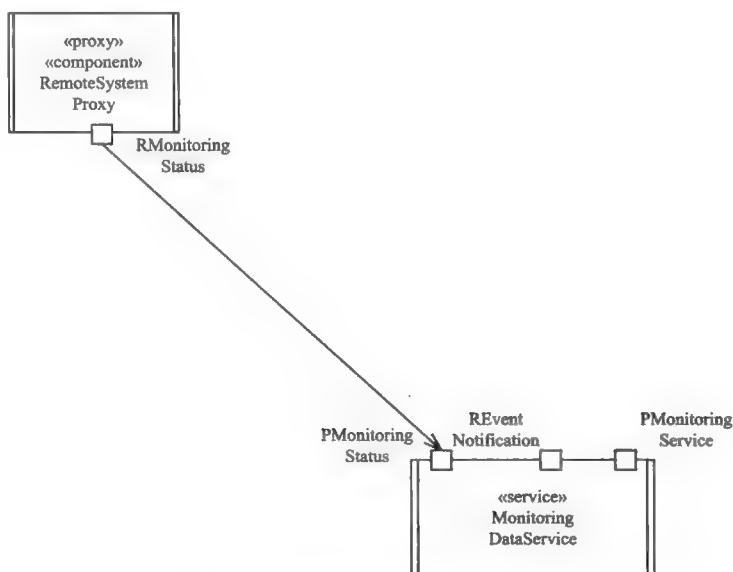 «proxy»
«component»
RemoteSystem
Proxy
RMonitoring
Status
PMonitoring
Status
REvent
Notification
PMonitoring
Service
«service»
Monitoring
DataService